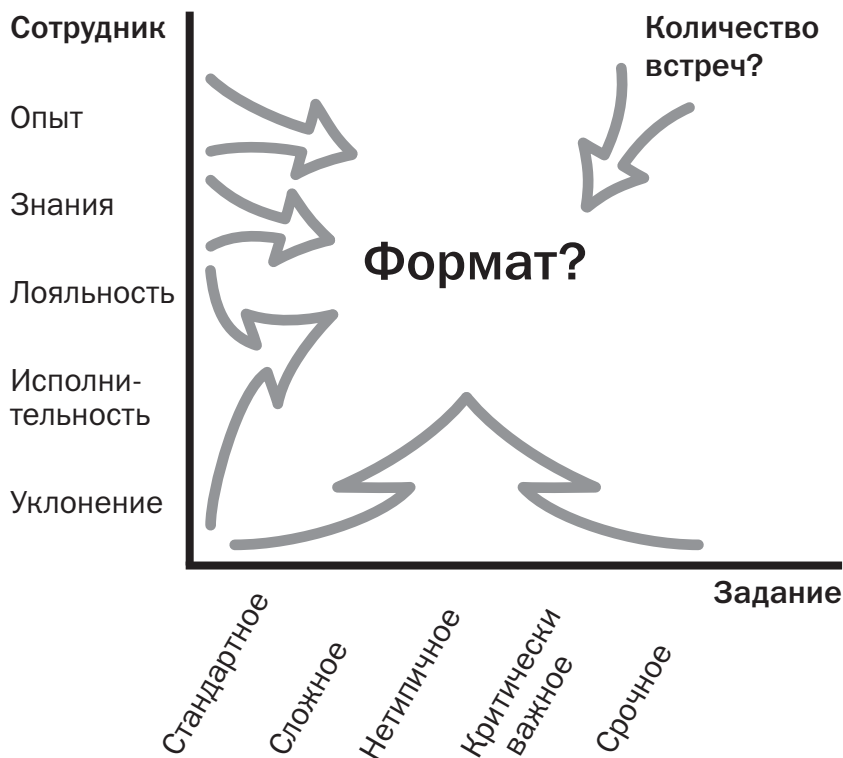 Сотрудник
Количество
встреч?
Опыт
Знания
Формат?
Лояльность
Исполни-
тельность
Уклонение
Задание
Стандартное
Сложное
Нетипичное
Критически
важное
Срочное